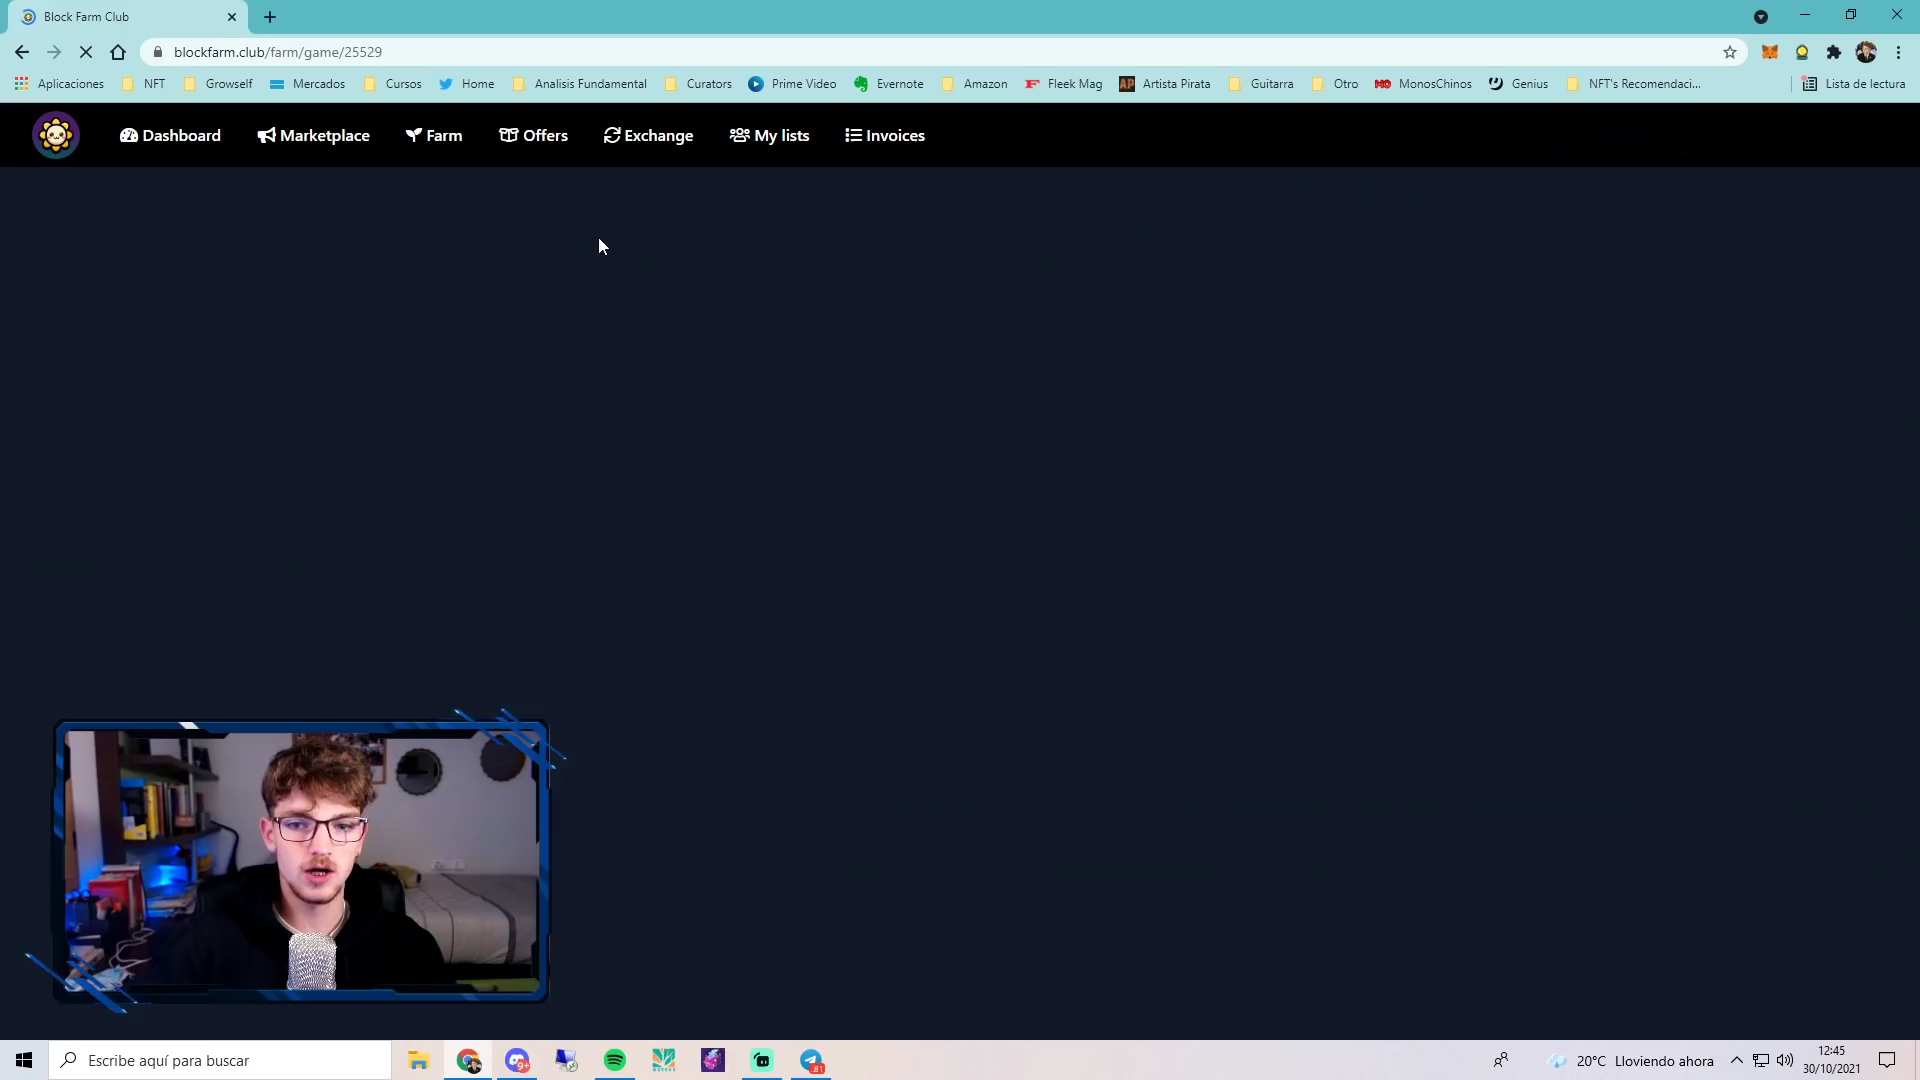 Block Farm Club
blockfarm.club/farm/game/25529
Aplicaciones NFT Growself Mercados Cursos Home Analisis Fundamental Curators Prime Video Evernote Amazon Fleek Mag Artista Pirata Guitarra Otro MonosChinos Genius NFT's Recomendaci... Lista de lectura
Dashboard Marketplace Farm Offers Exchange My lists Invoices
Escribe aquí para buscar
9+
81
20°C Lloviendo ahora
12:45
30/10/2021